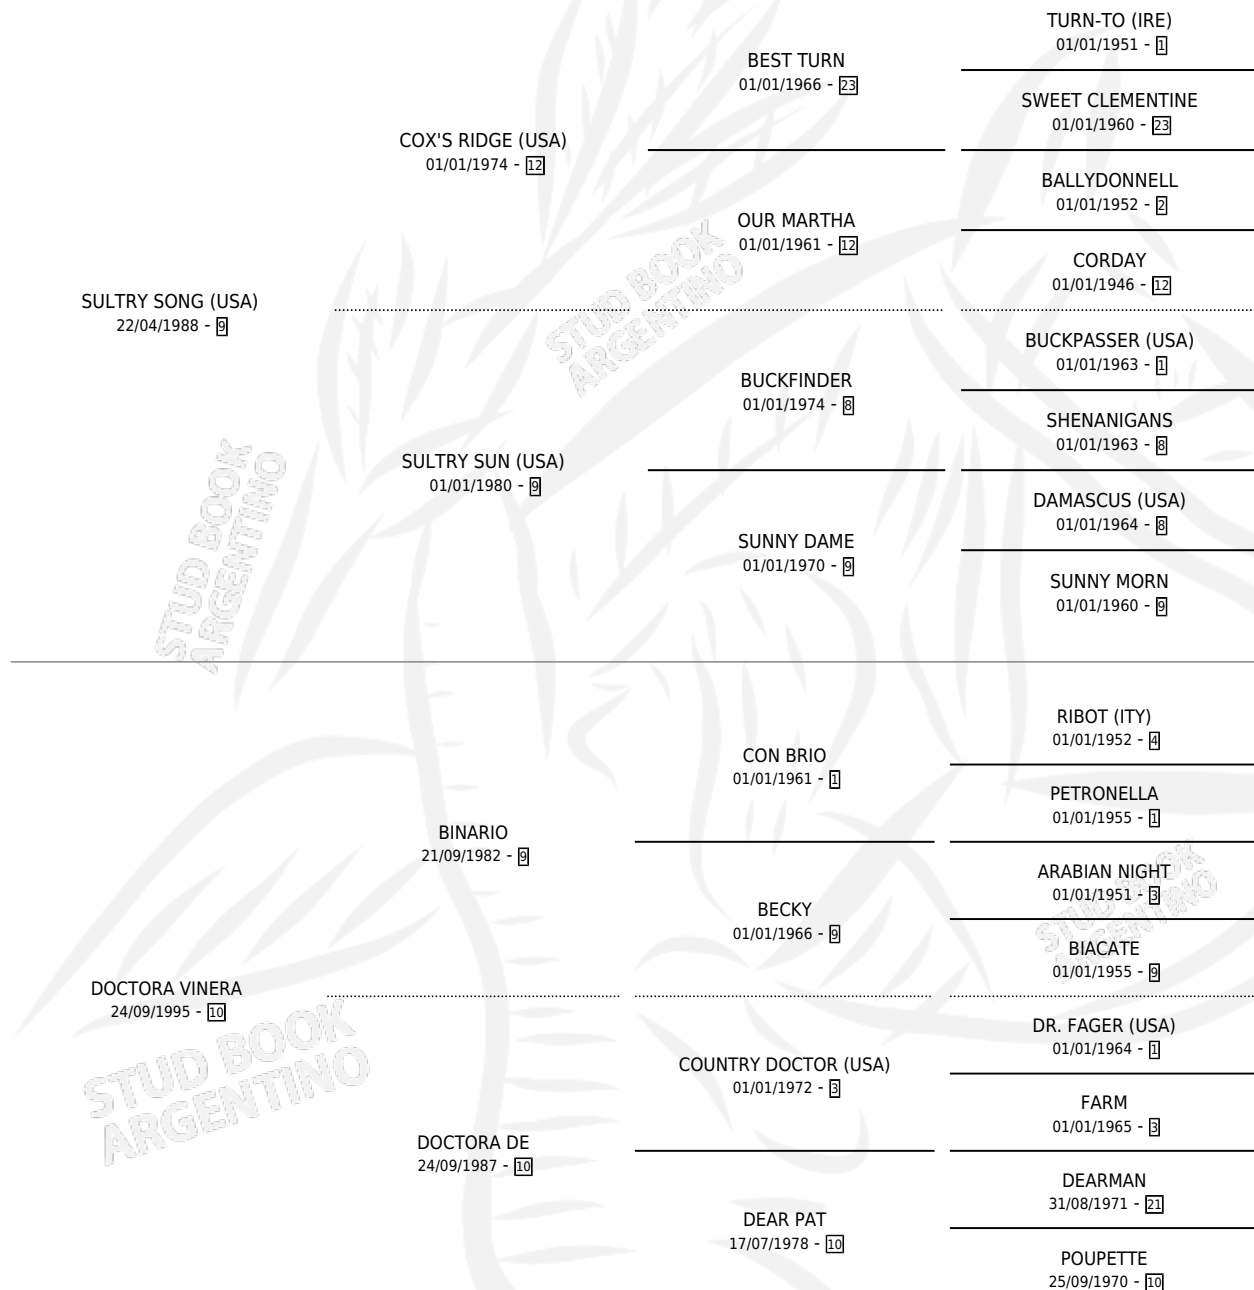 TURN-TO (IRE)
01/01/1951 - 1
BEST TURN
01/01/1966 - 23
SWEET CLEMENTINE
01/01/1960 - 23
COX'S RIDGE (USA)
01/01/1974 - 12
BALLYDONNELL
01/01/1952 - 2
OUR MARTHA
01/01/1961 - 12
CORDAY
01/01/1946 - 12
SULTRY SONG (USA)
22/04/1988 - 9
STUD BOOK
ARGENTINO
BUCKPASSER (USA)
01/01/1963 - 1
BUCKFINDER
01/01/1974 - 8
SHENANIGANS
01/01/1963 - 8
SULTRY SUN (USA)
01/01/1980 - 9
DAMASCUS (USA)
01/01/1964 - 8
SUNNY DAME
01/01/1970 - 9
SUNNY MORN
01/01/1960 - 9
STUD BOOK
ARGENTINO
RIBOT (ITY)
01/01/1952 - 4
CON BRIO
01/01/1961 - 1
PETRONELLA
01/01/1955 - 1
BINARIO
21/09/1982 - 9
ARABIAN NIGHT
01/01/1951 - 3
BECKY
01/01/1966 - 9
BIACATE
01/01/1955 - 9
STUD BOOK
ARGENTINO
DOCTORA VINERA
24/09/1995 - 10
DR. FAGER (USA)
01/01/1964 - 1
COUNTRY DOCTOR (USA)
01/01/1972 - 3
FARM
01/01/1965 - 3
STUD BOOK
ARGENTINO
DOCTORA DE
24/09/1987 - 10
DEARMAN
31/08/1971 - 21
DEAR PAT
17/07/1978 - 10
POUPETTE
25/09/1970 - 10